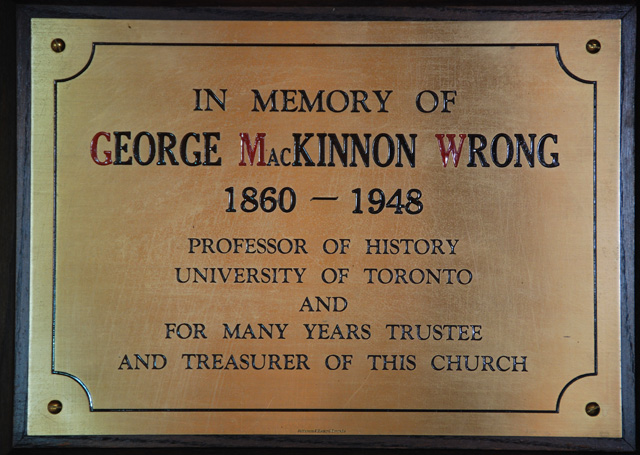 IN MEMORY OF
GEORGE MacKINNON WRONG
1860 – 1948
PROFESSOR OF HISTORY
UNIVERSITY OF TORONTO
AND
FOR MANY YEARS TRUSTEE
AND TREASURER OF THIS CHURCH